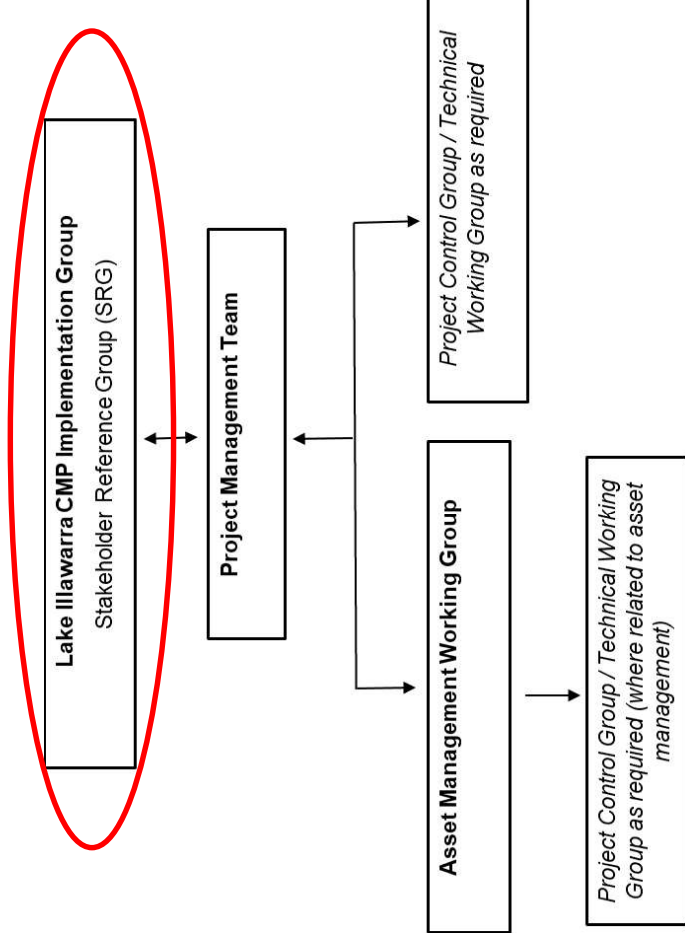 Lake Illawarra CMP Implementation Group
Stakeholder Reference Group (SRG)
Project Management Team
Asset Management Working Group
Project Control Group / Technical
Working Group as required
Project Control Group / Technical Working
Group as required (where related to asset
management)